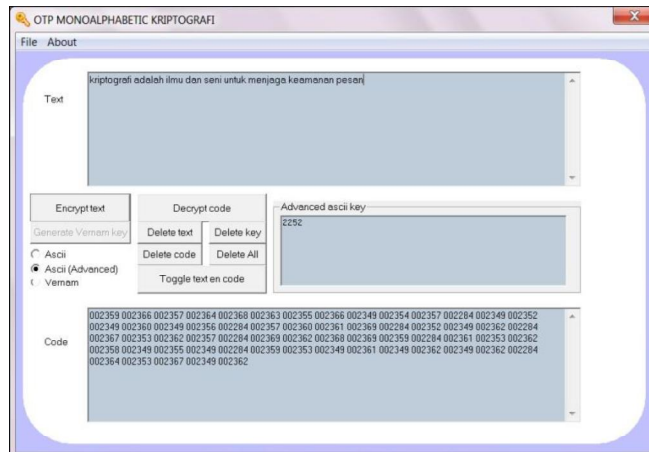 OTP MONOALPHABETIC KRIPTOGRAFI
File About
Text
kriptografi adalah ilmu dan seni untuk menjaga keamanan pesan
Encrypt text
Decrypt code
Advanced ascii key
2252
Generate Vernam key
Delete text
Delete key
Ascii
Delete code
Delete All
Ascii (Advanced)
Vernam
Toggle text en code
Code
002359 002366 002357 002364 002368 002363 002355 002366 002349 002354 002357 002284 002349 002352
002349 002360 002349 002356 002284 002357 002360 002361 002369 002284 002352 002349 002362 002284
002367 002353 002362 002357 002284 002369 002362 002368 002369 002359 002284 002361 002353 002362
002358 002349 002355 002349 002284 002359 002353 002349 002361 002349 002362 002349 002362 002284
002364 002353 002367 002349 002362